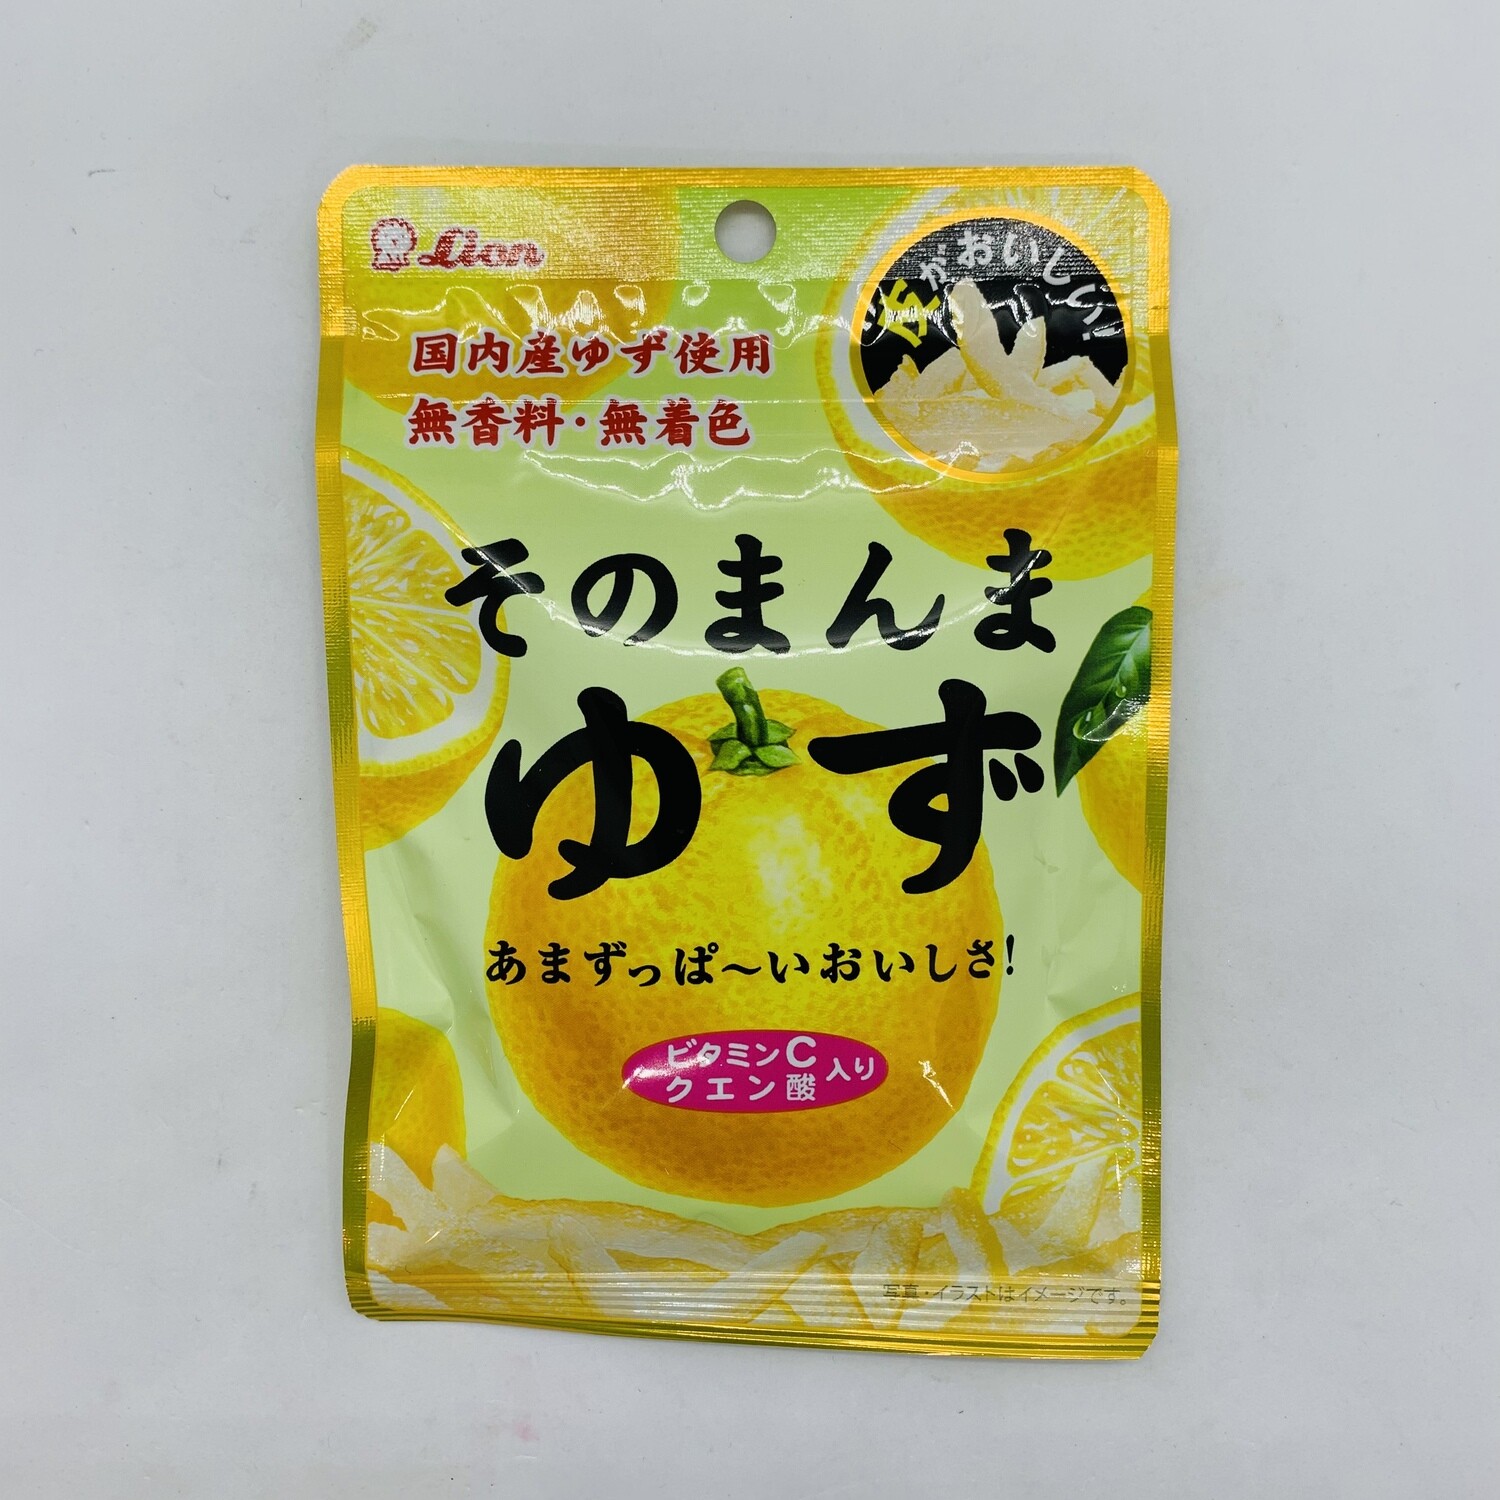 Lion
皮がおいしい!
国内産ゆず使用
無香料・無着色
そのまんま
ゆず
あまずっぱ〜いおいしさ!
ビタミンC
クエン酸
入り
写真・イラストはイメージです。